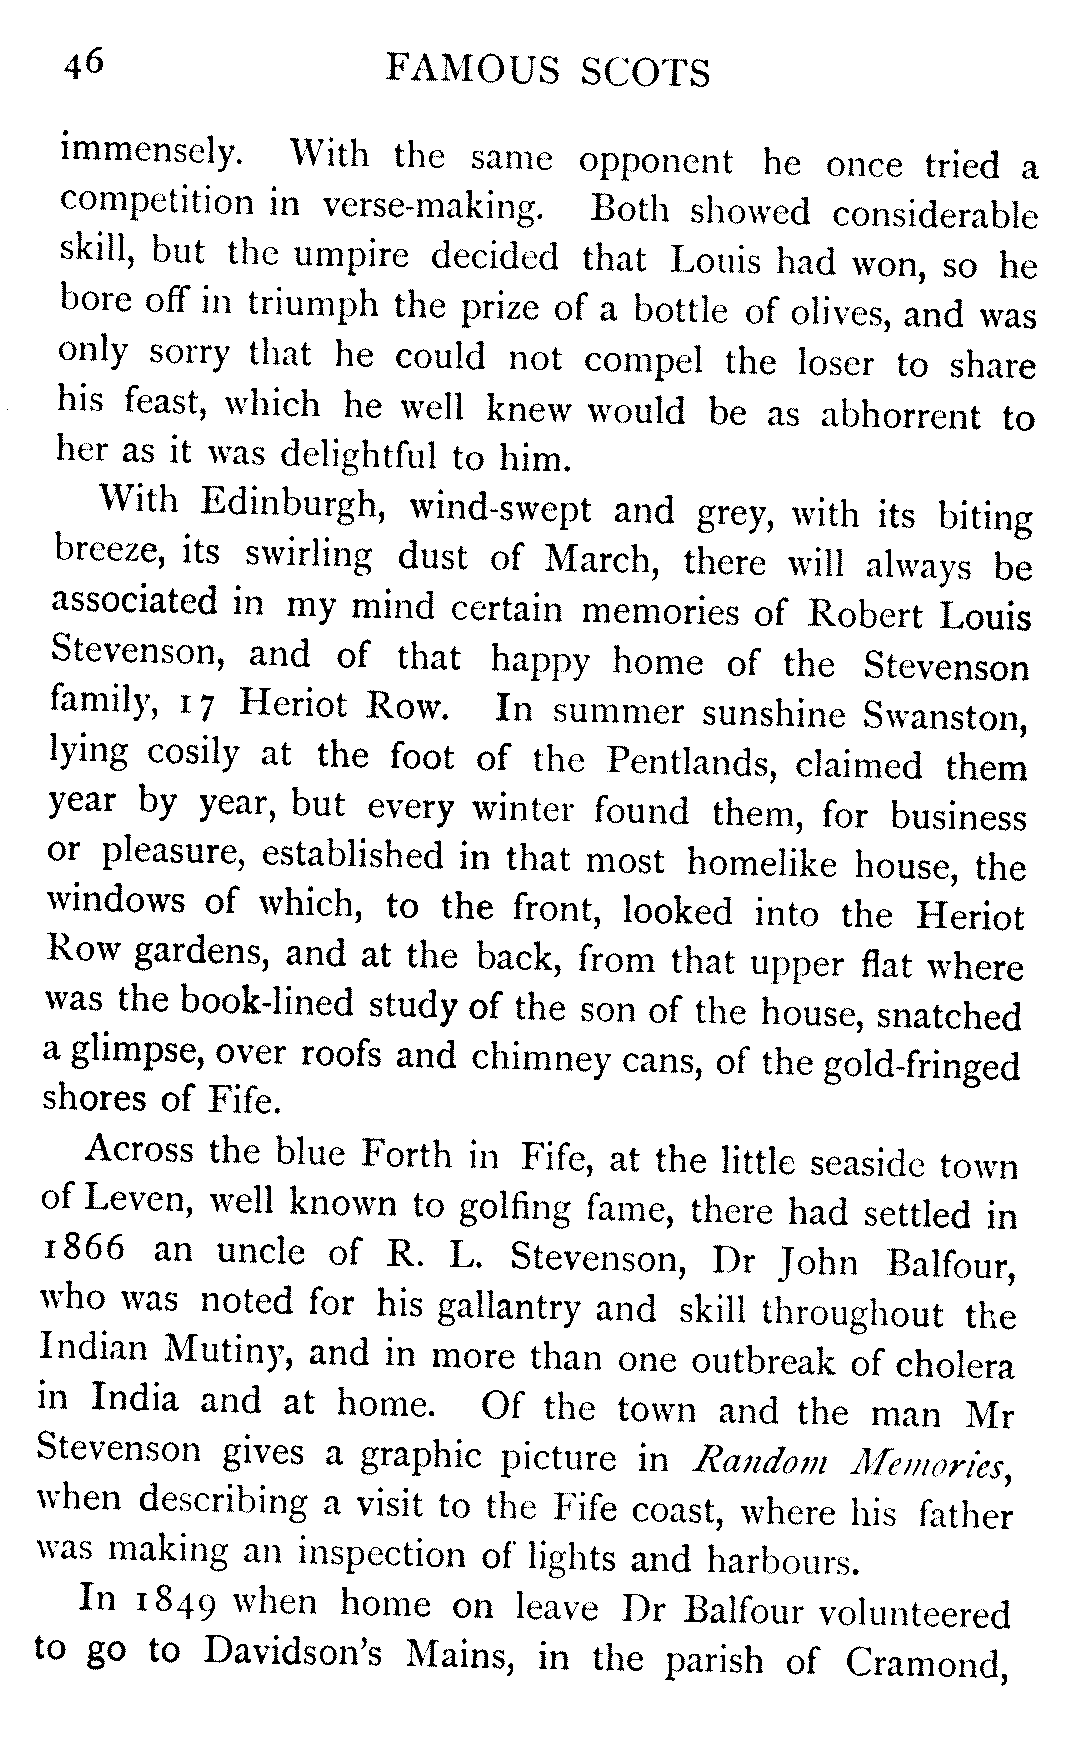 46 FAMOUS SCOTS
immensely. With the same opponent he once tried a
competition in verse-making. Both showed considerable
skill, but the umpire decided that Louis had won, so he
bore off in triumph the prize of a bottle of olives, and was
only sorry that he could not compel the loser to share
his feast, which he well knew would be as abhorrent to
her as it was delightful to him.
With Edinburgh, wind-swept and grey, with its biting
breeze, its swirling dust of March, there will always be
associated in my mind certain memories of Robert Louis
Stevenson, and of that happy home of the Stevenson
family, 17 Heriot Row. In summer sunshine Swanston,
lying cosily at the foot of the Pentlands, claimed them
year by year, but every winter found them, for business
or pleasure, established in that most homelike house, the
windows of which, to the front, looked into the Heriot
Row gardens, and at the back, from that upper flat where
was the book-lined study of the son of the house, snatched
a glimpse, over roofs and chimney cans, of the gold-fringed
shores of Fife.
Across the blue Forth in Fife, at the little seaside town
of Leven, well known to golfing fame, there had settled in
1866 an uncle of R. L. Stevenson, Dr John Balfour,
who was noted for his gallantry and skill throughout the
Indian Mutiny, and in more than one outbreak of cholera
in India and at home. Of the town and the man Mr
Stevenson gives a graphic picture in Random Memories,
when describing a visit to the Fife coast, where his father
was making an inspection of lights and harbours.
In 1849 when home on leave Dr Balfour volunteered
to go to Davidson's Mains, in the parish of Cramond,